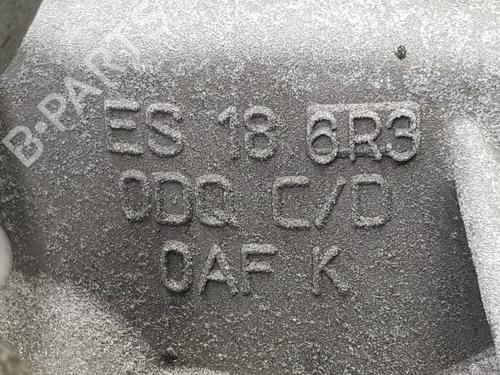 B-PARTS
ES 18 6R3
0DQ C/D
0AF K